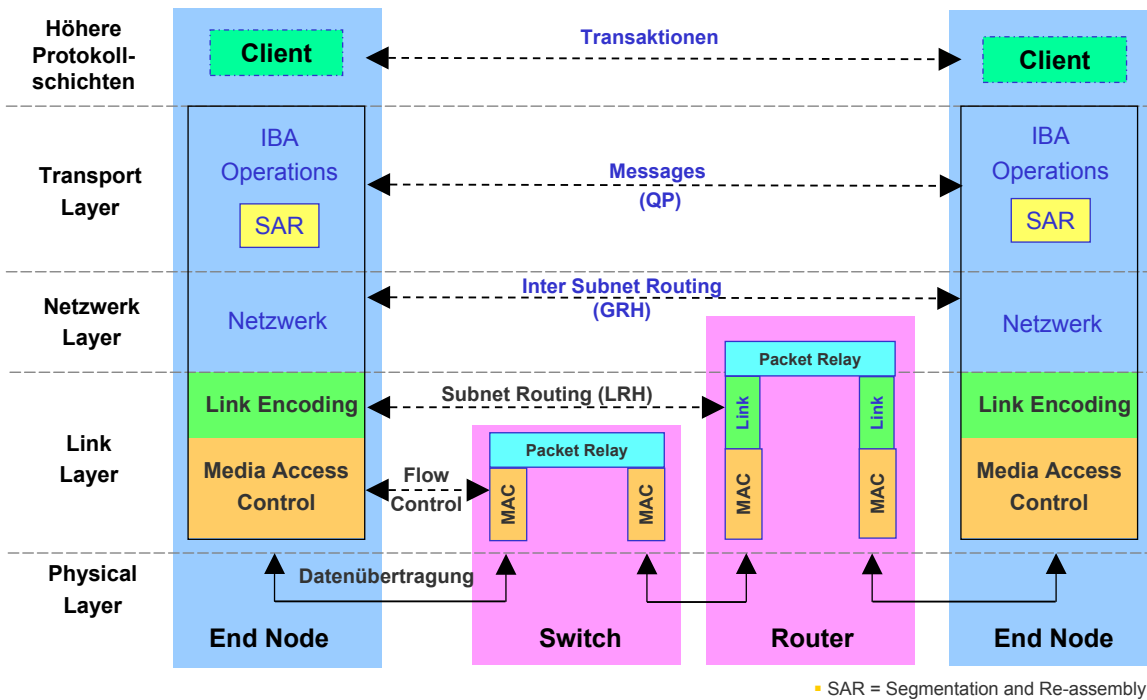 Höhere
Protokoll-
schichten
Client
Transaktionen
Client
Transport
Layer
IBA
Operations
SAR
Messages
(QP)
IBA
Operations
SAR
Netzwerk
Layer
Netzwerk
Inter Subnet Routing
(GRH)
Netzwerk
Packet Relay
Link
Layer
Link Encoding
Subnet Routing (LRH)
Link
Link
Link Encoding
Packet Relay
Media Access
Control
Flow
Control
MAC
MAC
MAC
MAC
Media Access
Control
Physical
Layer
Datenübertragung
End Node
Switch
Router
End Node
SAR = Segmentation and Re-assembly